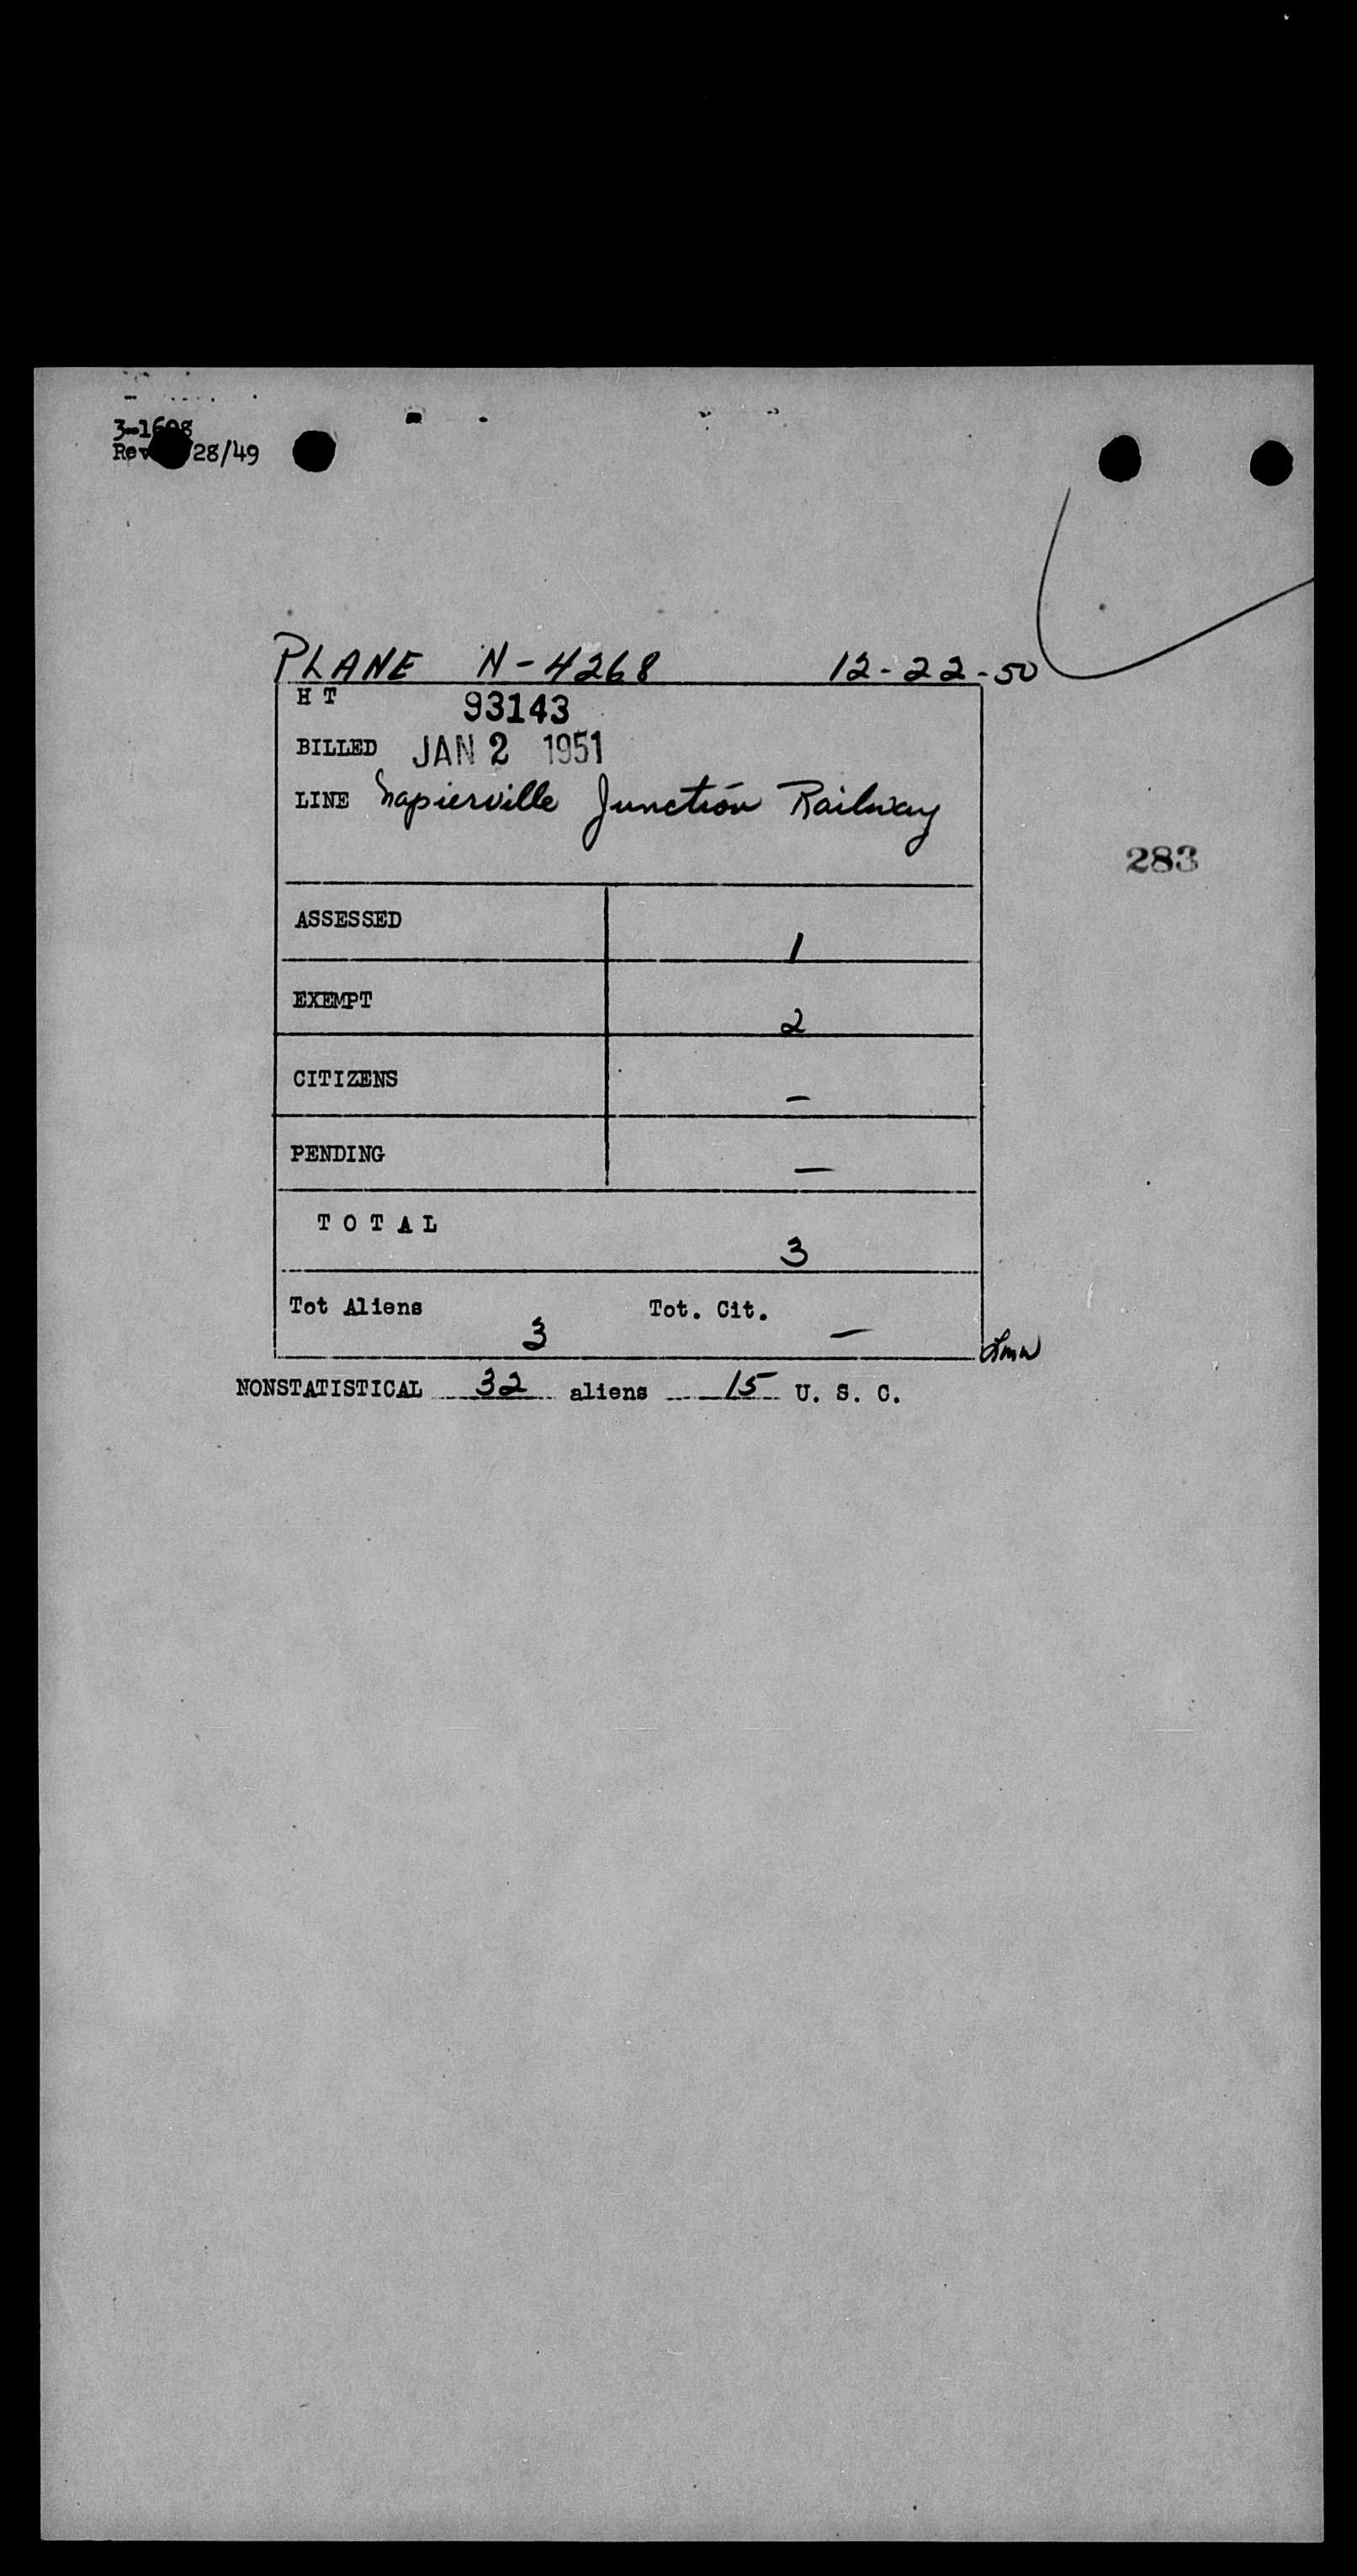 3-1608
Rev 28/49
PLANE N-4268 12-22-50
H T 93143
BILLED JAN 2 1951
LINE Napierville Junction Railway
283
ASSESSED 1
EXEMPT 2
CITIZENS -
PENDING -
TOTAL 3
Tot Aliens 3 Tot. Cit. -
NONSTATISTICAL 32 aliens 15 U. S. C.